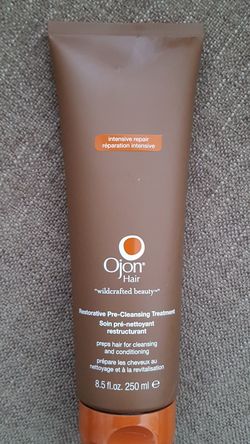 intensive repair
réparation intensive
Ojon®
Hair
"wildcrafted beauty"™
Restorative Pre-Cleansing Treatment
Soin pré-nettoyant
restructurant
preps hair for cleansing
and conditioning
prépare les cheveux au
nettoyage et à la revitalisation
8.5 fl.oz. 250 ml ℮